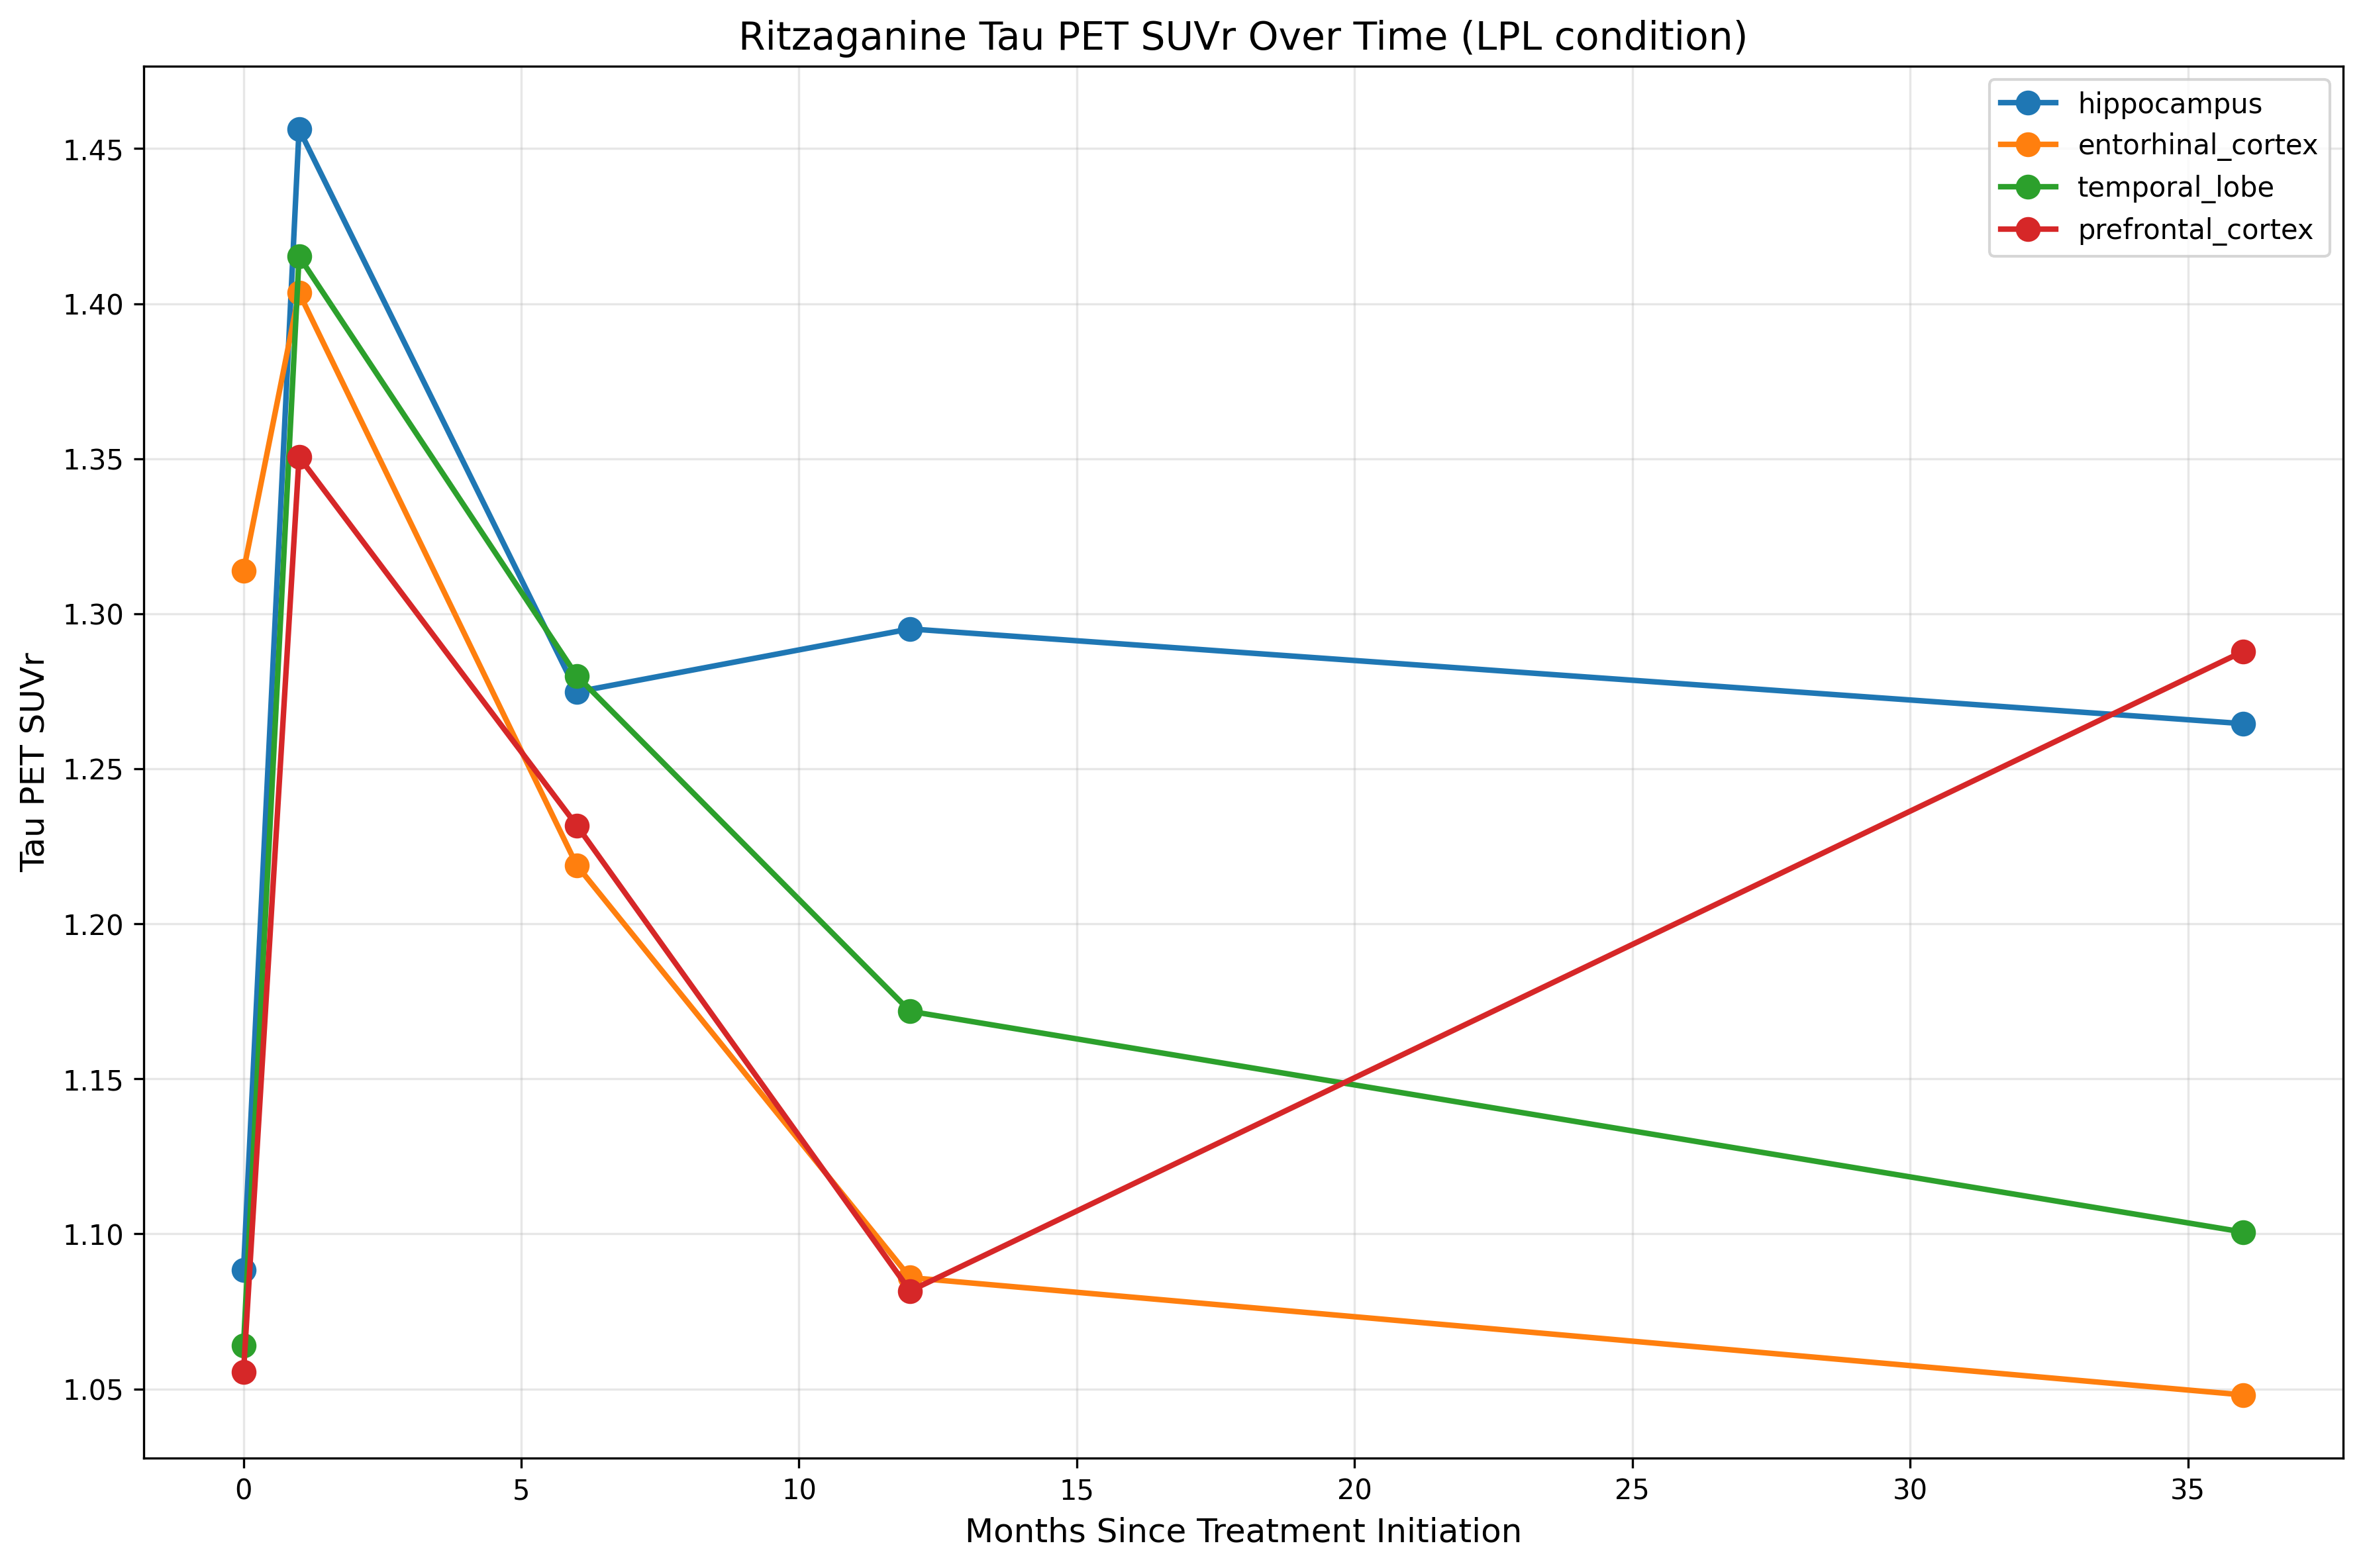 Ritzaganine Tau PET SUVr Over Time (LPL condition)
hippocampus
entorhinal_cortex
temporal_lobe
prefrontal_cortex
Tau PET SUVr
1.45
1.40
1.35
1.30
1.25
1.20
1.15
1.10
1.05
0 5 10 15 20 25 30 35
Months Since Treatment Initiation